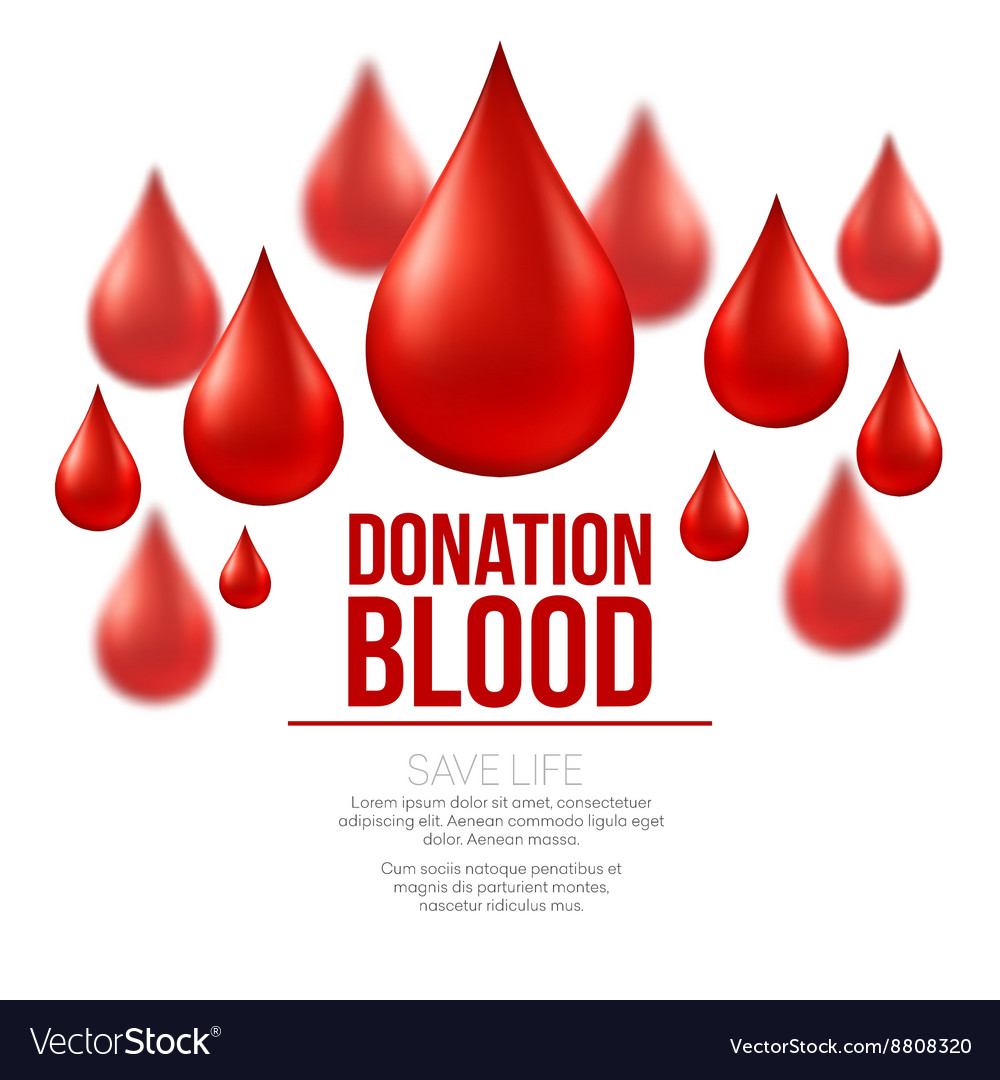 DONATION
BLOOD
SAVE LIFE
Lorem ipsum dolor sit amet, consectetuer
adipiscing elit. Aenean commodo ligula eget
dolor. Aenean massa.
Cum sociis natoque penatibus et
magnis dis parturient montes,
nascetur ridiculus mus.
VectorStock®
VectorStock.com/8808320